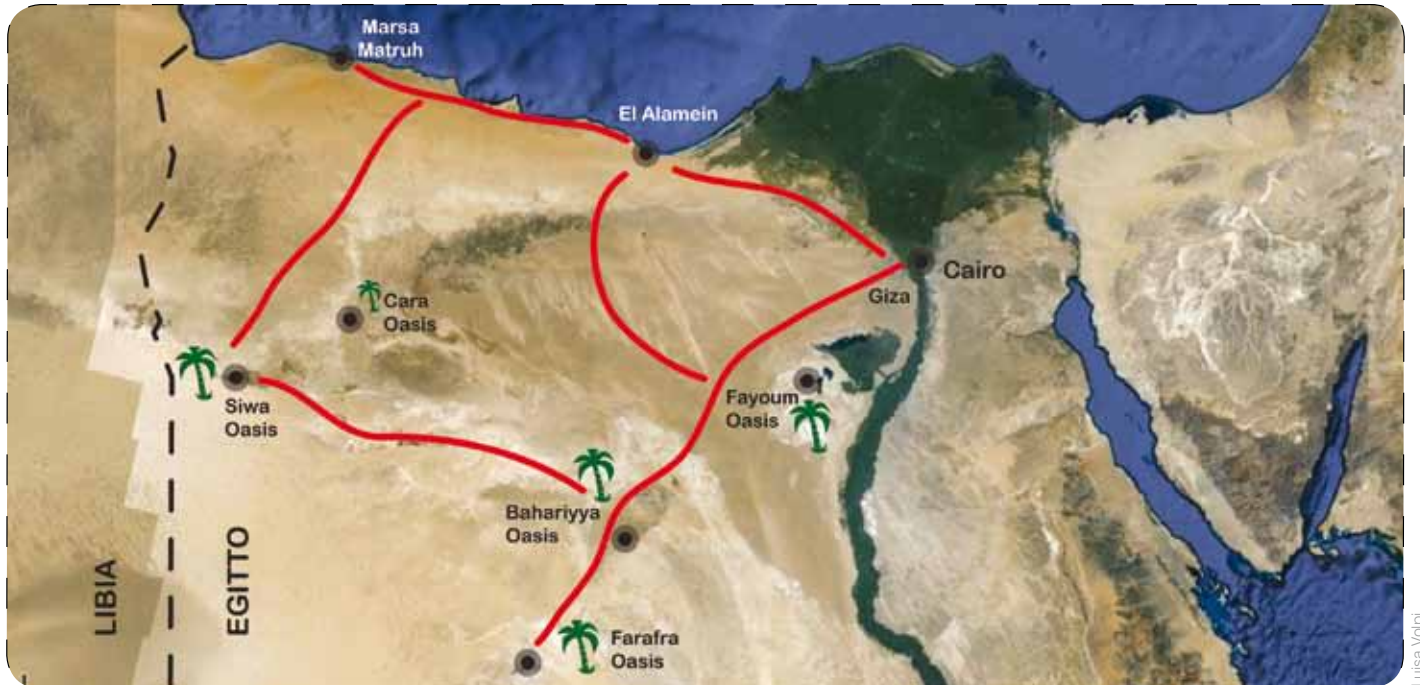 Marsa
Matruh
El Alamein
Cairo
Giza
Cara
Oasis
Siwa
Oasis
Fayoum
Oasis
Bahariyya
Oasis
Farafra
Oasis
LIBIA
EGITTO
Luisa Volpi